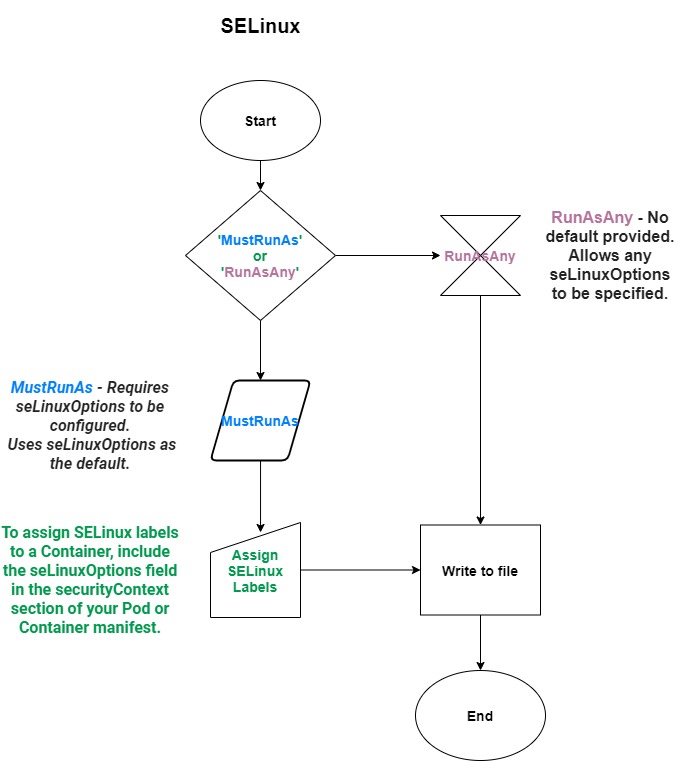 SELinux
Start
'MustRunAs'
or
'RunAsAny'
RunAsAny
RunAsAny - No
default provided.
Allows any
seLinuxOptions
to be specified.
MustRunAs - Requires
seLinuxOptions to be
configured.
Uses seLinuxOptions as
the default.
MustRunAs
To assign SELinux labels
to a Container, include
the seLinuxOptions field
in the securityContext
section of your Pod or
Container manifest.
Assign
SELinux
Labels
Write to file
End